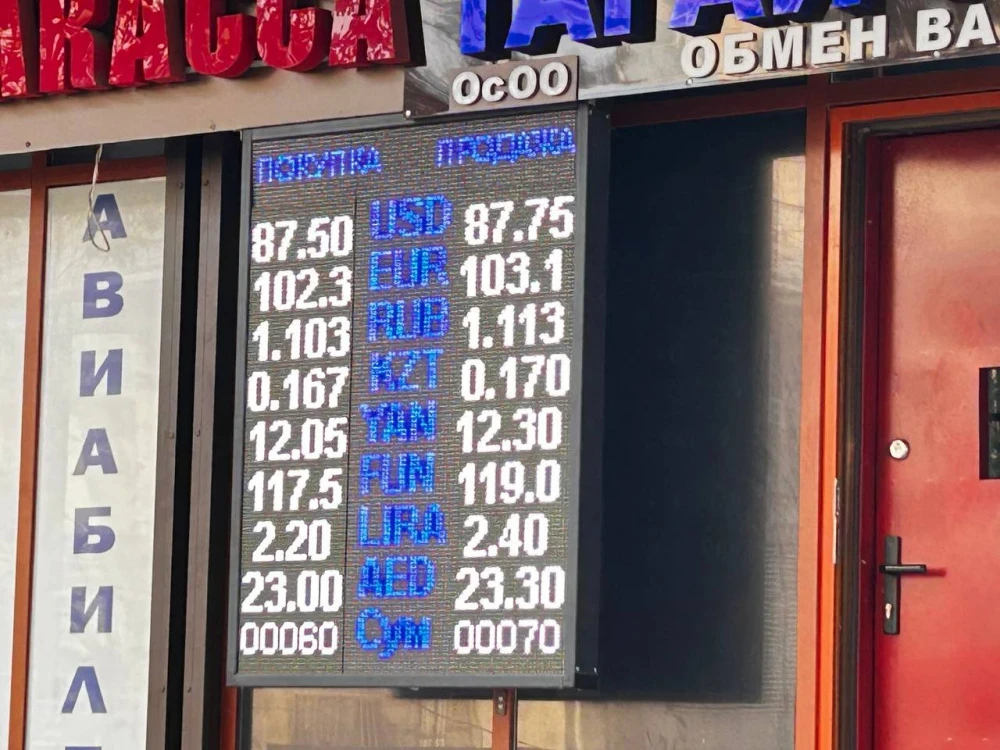 КАССА
ОБМЕН ВА
ОсОО
ПОКУПКА ПРОДАЖА
87.50 USD 87.75
102.3 EUR 103.1
1.103 RUB 1.113
0.167 KZT 0.170
12.05 YAN 12.30
117.5 FUN 119.0
2.20 LIRA 2.40
23.00 AED 23.30
00060 Сум 00070
АВИАБИЛ